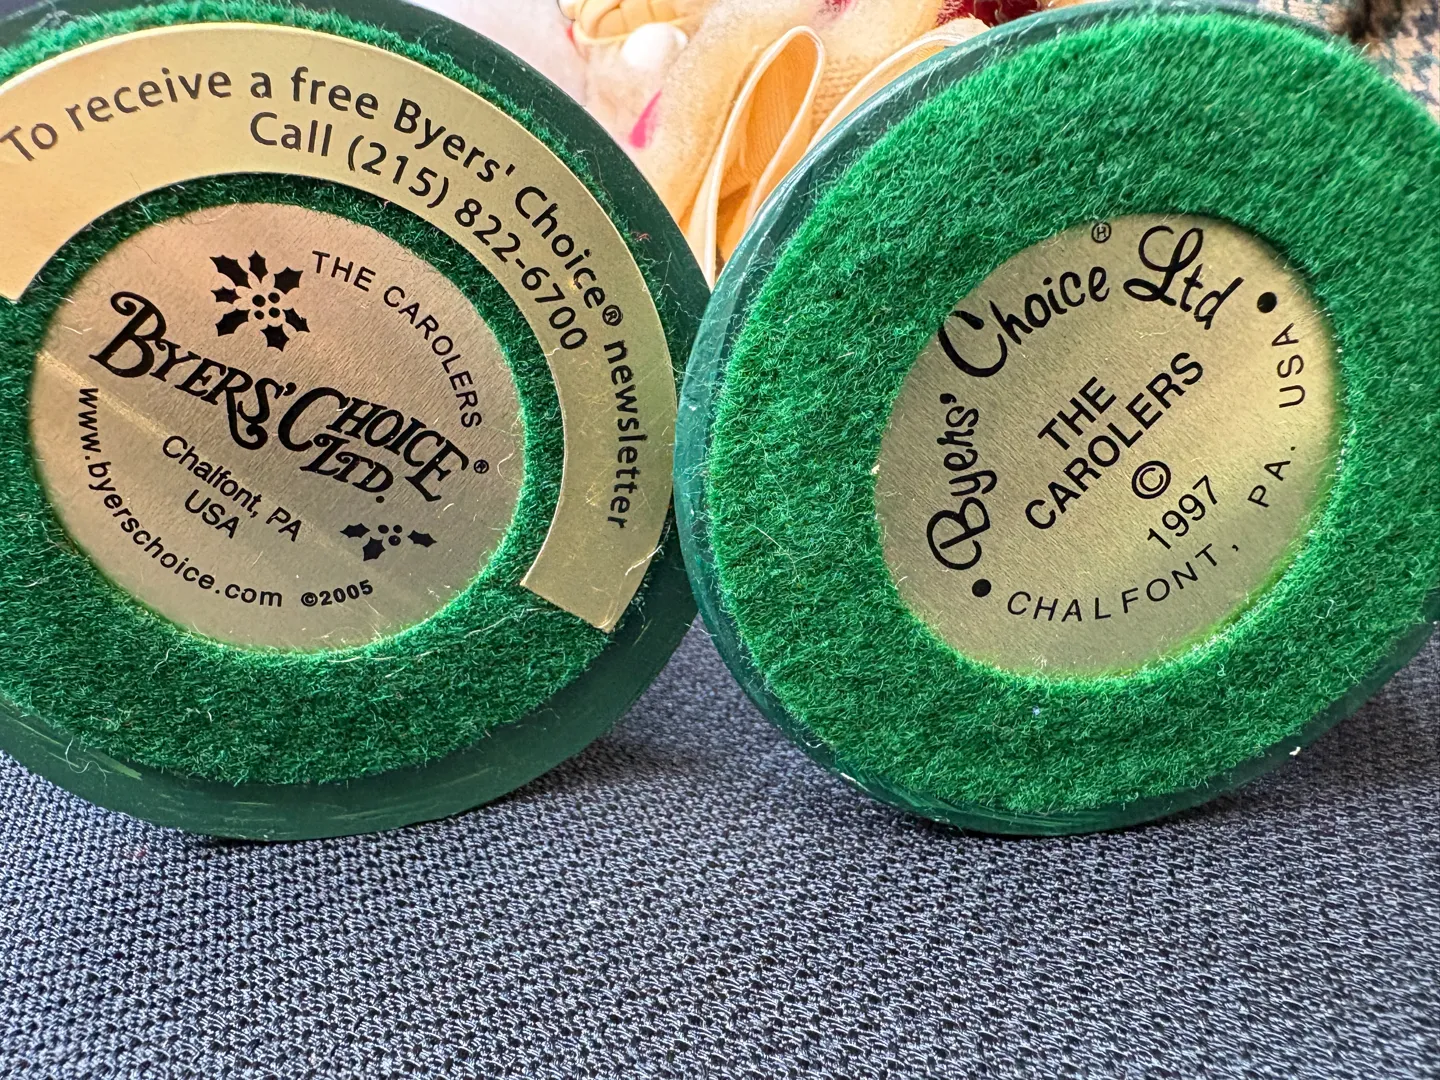 To receive a free Byers' Choice® newsletter
Call (215) 822-6700
THE CAROLERS
BYERS' CHOICE®
LTD.
Chalfont, PA
USA
www.byerschoice.com ©2005
Byers' Choice® Ltd
THE
CAROLERS
©
1997
CHALFONT, PA. USA